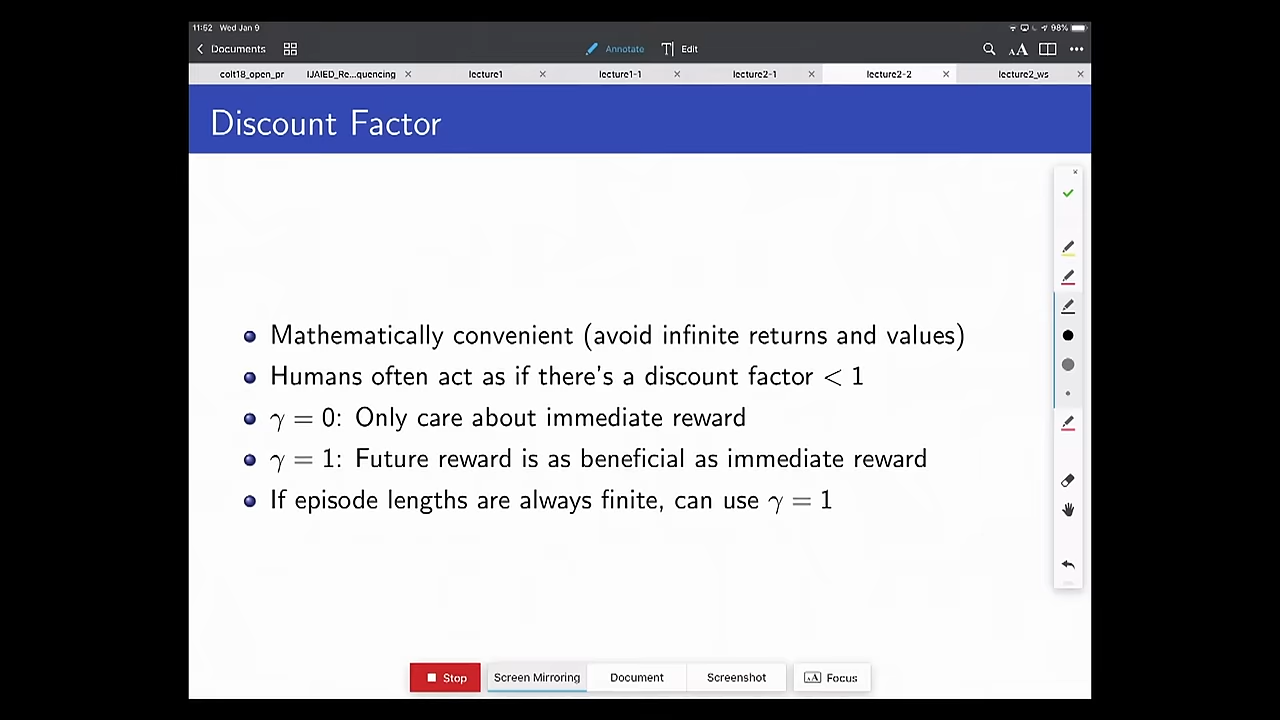 11:52 Wed Jan 9
98%
Documents
Annotate
T Edit
AA
colt18_open_pr
IJAIED_Re...quencing
lecture1
lecture1-1
lecture2-1
lecture2-2
lecture2_ws
Discount Factor
Mathematically convenient (avoid infinite returns and values)
Humans often act as if there's a discount factor < 1
γ = 0: Only care about immediate reward
γ = 1: Future reward is as beneficial as immediate reward
If episode lengths are always finite, can use γ = 1
Stop
Screen Mirroring
Document
Screenshot
AA Focus